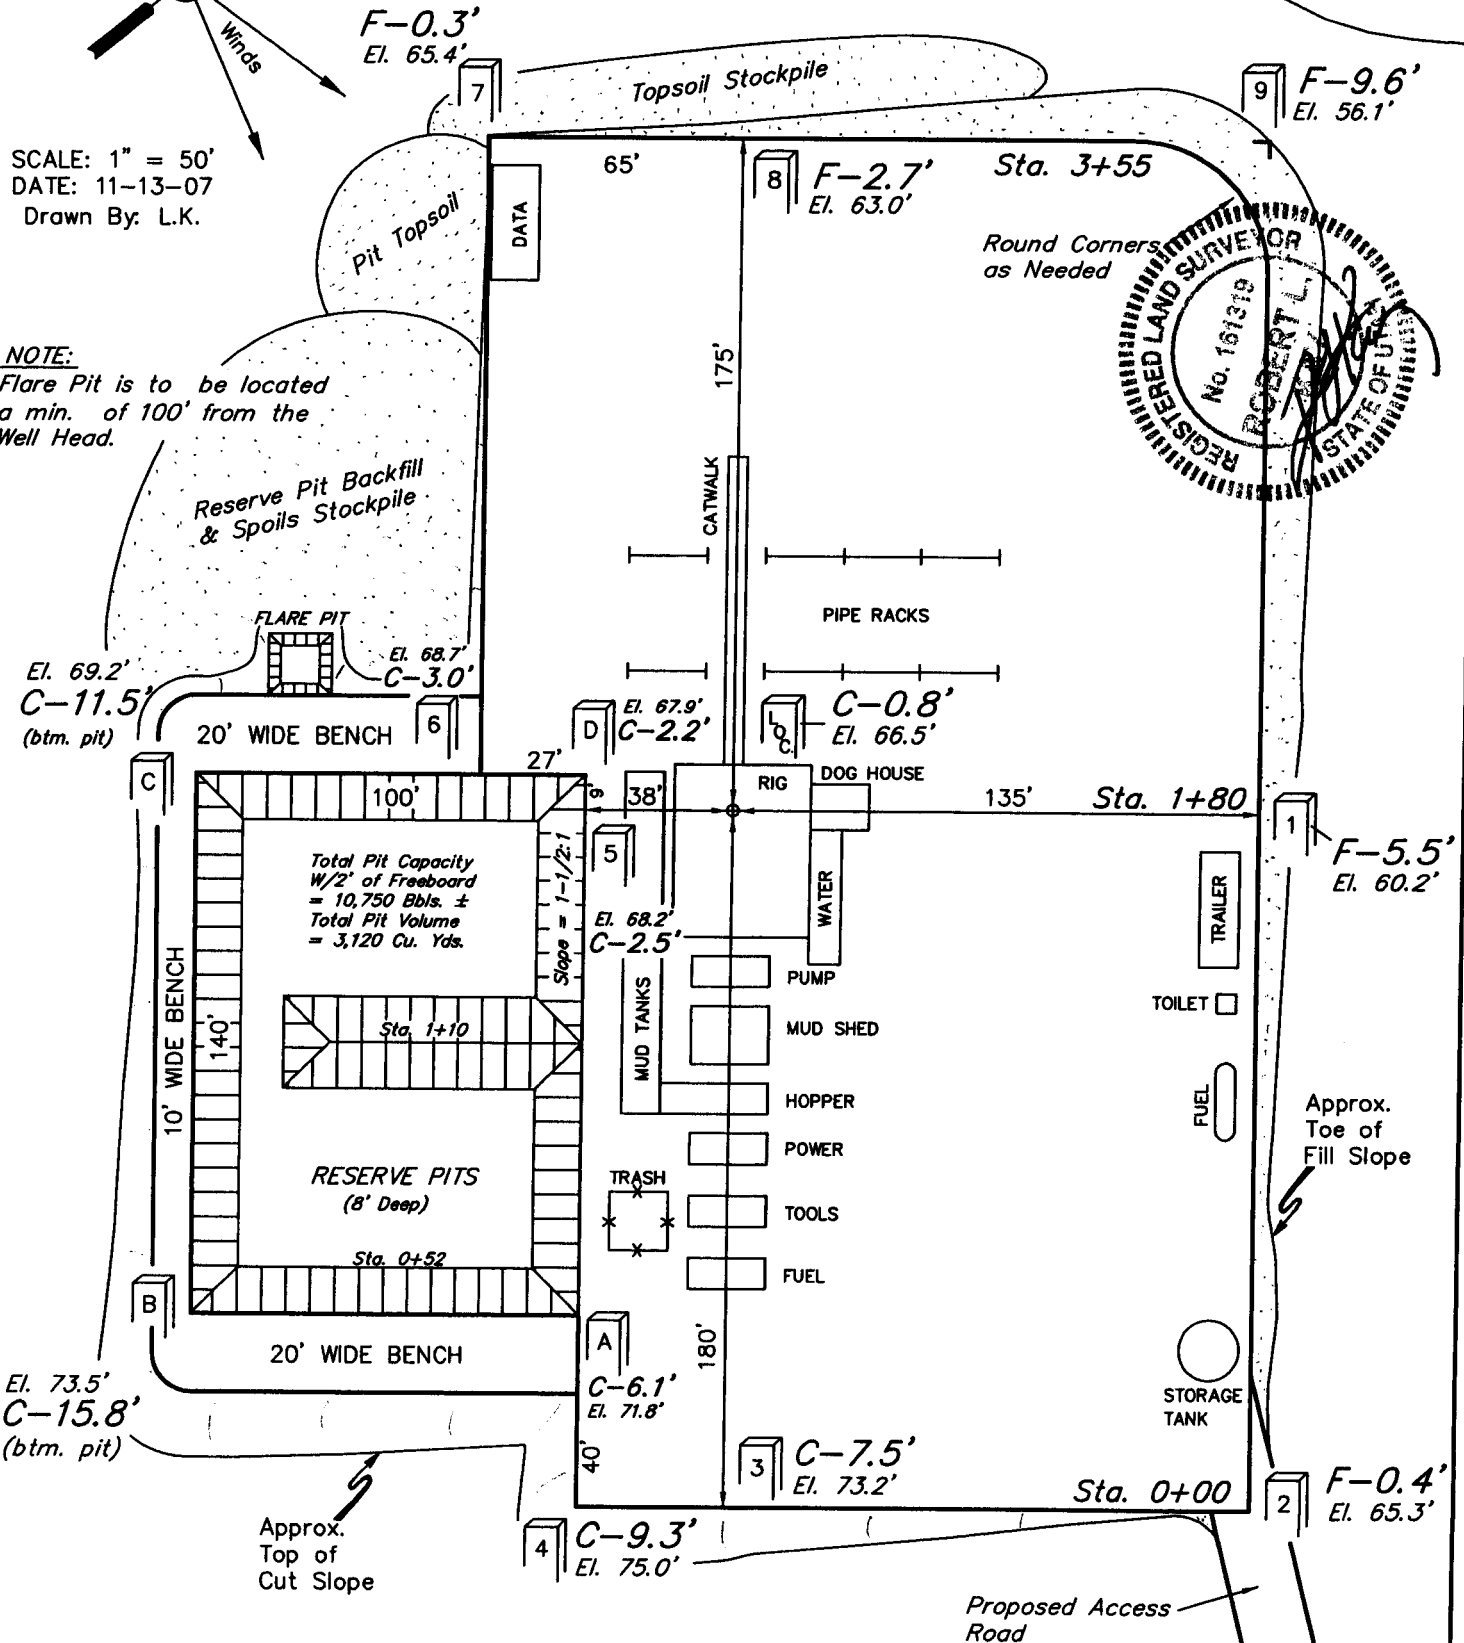 Winds
F-0.3'
El. 65.4'
7
Topsoil Stockpile
9
F-9.6'
El. 56.1'
SCALE: 1" = 50'
DATE: 11-13-07
Drawn By: L.K.
65'
8
F-2.7'
El. 63.0'
Sta. 3+55
Pit Topsoil
DATA
Round Corners
as Needed
REGISTERED LAND SURVEYOR
No. 161319
ROBERT L.
STATE OF UTAH
NOTE:
Flare Pit is to be located
a min. of 100' from the
Well Head.
175'
CATWALK
Reserve Pit Backfill
& Spoils Stockpile
PIPE RACKS
FLARE PIT
El. 69.2'
C-11.5'
(btm. pit)
El. 68.7'
C-3.0'
6
20' WIDE BENCH
D
El. 67.9'
C-2.2'
LOC.
C-0.8'
El. 66.5'
C
27'
100'
9'
38'
RIG
DOG HOUSE
135'
Sta. 1+80
1
F-5.5'
El. 60.2'
5
Total Pit Capacity
W/2' of Freeboard
= 10,750 Bbls. ±
Total Pit Volume
= 3,120 Cu. Yds.
Slope = 1-1/2:1
El. 68.2'
C-2.5'
WATER
TRAILER
PUMP
10' WIDE BENCH
140'
Sta. 1+10
MUD TANKS
MUD SHED
TOILET
HOPPER
FUEL
Approx.
Toe of
Fill Slope
POWER
RESERVE PITS
(8' Deep)
TRASH
TOOLS
Sta. 0+52
FUEL
B
A
20' WIDE BENCH
180'
El. 73.5'
C-15.8'
(btm. pit)
C-6.1'
El. 71.8'
STORAGE
TANK
40'
3
C-7.5'
El. 73.2'
Sta. 0+00
2
F-0.4'
El. 65.3'
Approx.
Top of
Cut Slope
4
C-9.3'
El. 75.0'
Proposed Access
Road